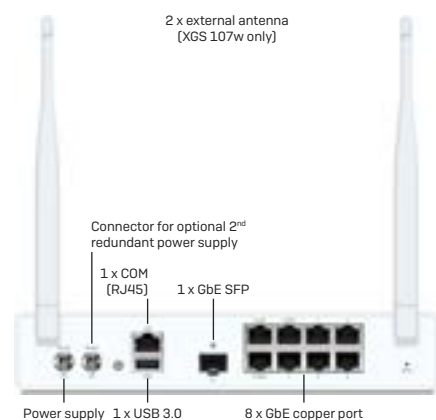 2 x external antenna
(XGS 107w only)
Connector for optional 2nd
redundant power supply
1 x COM
(RJ45)
1 x GbE SFP
Power supply
1 x USB 3.0
8 x GbE copper port